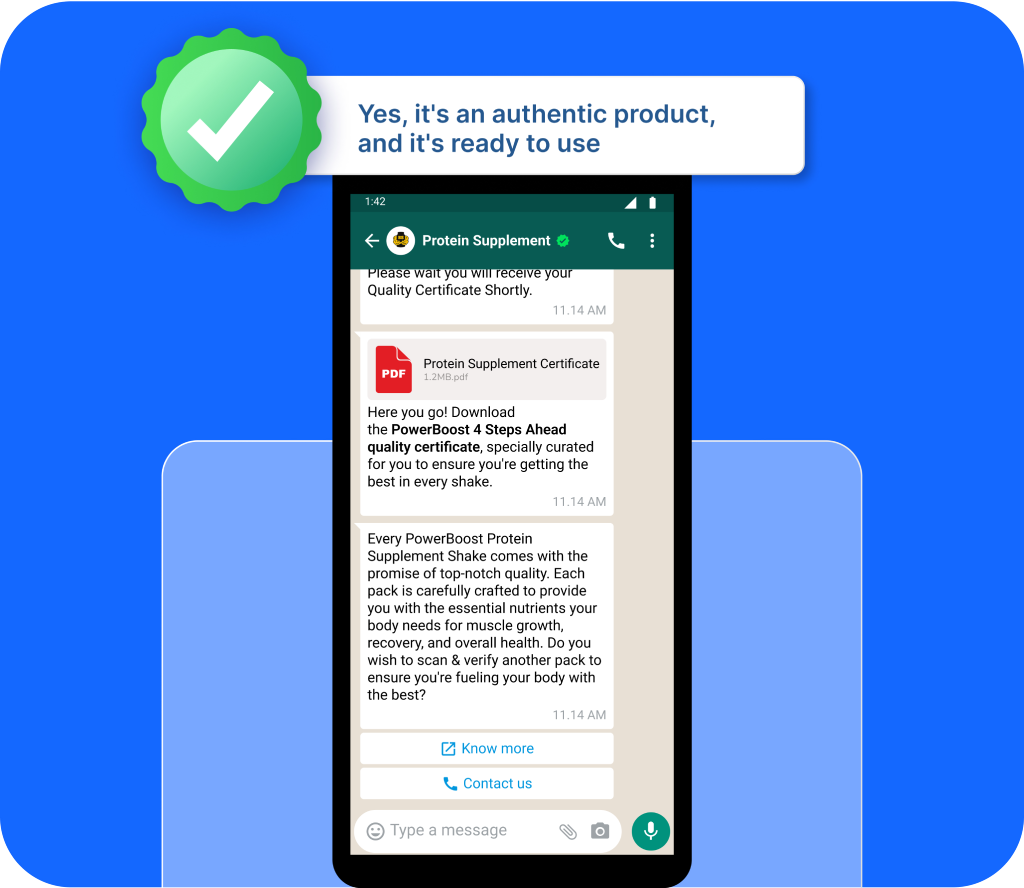 Yes, it's an authentic product,
and it's ready to use
1:42
Protein Supplement
Please wait you will receive your
Quality Certificate Shortly.
11.14 AM
PDF
Protein Supplement Certificate
1.2MB.pdf
Here you go! Download
the PowerBoost 4 Steps Ahead
quality certificate, specially curated
for you to ensure you're getting the
best in every shake.
11.14 AM
Every PowerBoost Protein
Supplement Shake comes with the
promise of top-notch quality. Each
pack is carefully crafted to provide
you with the essential nutrients your
body needs for muscle growth,
recovery, and overall health. Do you
wish to scan & verify another pack to
ensure you're fueling your body with
the best?
11.14 AM
Know more
Contact us
Type a message